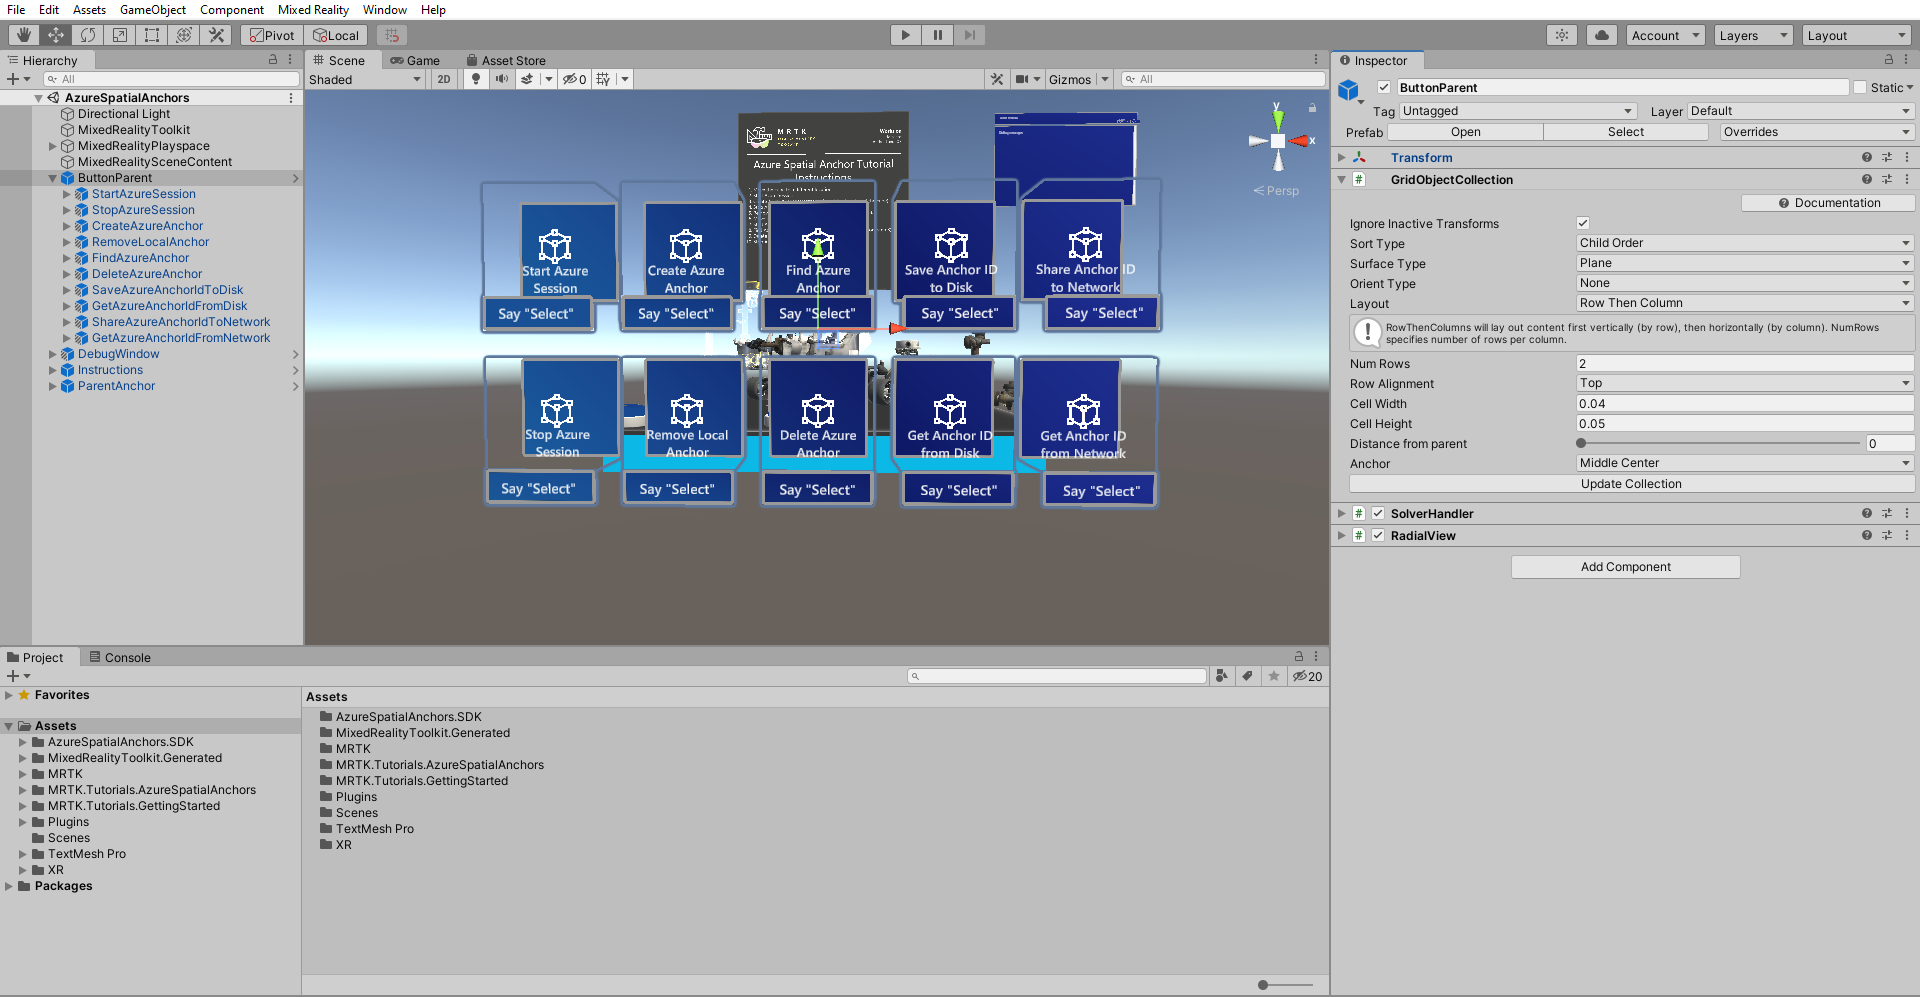 File Edit Assets GameObject Component Mixed Reality Window Help
Pivot Local
Account Layers Layout
Hierarchy
All
AzureSpatialAnchors
Directional Light
MixedRealityToolkit
MixedRealityPlayspace
MixedRealitySceneContent
ButtonParent
StartAzureSession
StopAzureSession
CreateAzureAnchor
RemoveLocalAnchor
FindAzureAnchor
DeleteAzureAnchor
SaveAzureAnchorIdToDisk
GetAzureAnchorIdFromDisk
ShareAzureAnchorIdToNetwork
GetAzureAnchorIdFromNetwork
DebugWindow
Instructions
ParentAnchor
Scene Game Asset Store
Shaded 2D 0 Gizmos All
y
x
Persp
MRTK
Azure Spatial Anchor Tutorial
Instructions
Start Azure
Session
Create Azure
Anchor
Find Azure
Anchor
Save Anchor ID
to Disk
Share Anchor ID
to Network
Say "Select" Say "Select" Say "Select" Say "Select" Say "Select"
Stop Azure
Session
Remove Local
Anchor
Delete Azure
Anchor
Get Anchor ID
from Disk
Get Anchor ID
from Network
Say "Select" Say "Select" Say "Select" Say "Select" Say "Select"
Inspector
ButtonParent Static
Tag Untagged Layer Default
Prefab Open Select Overrides
Transform
# GridObjectCollection
Documentation
Ignore Inactive Transforms
Sort Type Child Order
Surface Type Plane
Orient Type None
Layout Row Then Column
RowThenColumns will lay out content first vertically (by row), then horizontally (by column). NumRows
specifies number of rows per column.
Num Rows 2
Row Alignment Top
Cell Width 0.04
Cell Height 0.05
Distance from parent 0
Anchor Middle Center
Update Collection
# SolverHandler
# RadialView
Add Component
Project Console
20
Favorites
Assets
AzureSpatialAnchors.SDK
MixedRealityToolkit.Generated
MRTK
MRTK.Tutorials.AzureSpatialAnchors
MRTK.Tutorials.GettingStarted
Plugins
Scenes
TextMesh Pro
XR
Packages
Assets
AzureSpatialAnchors.SDK
MixedRealityToolkit.Generated
MRTK
MRTK.Tutorials.AzureSpatialAnchors
MRTK.Tutorials.GettingStarted
Plugins
Scenes
TextMesh Pro
XR